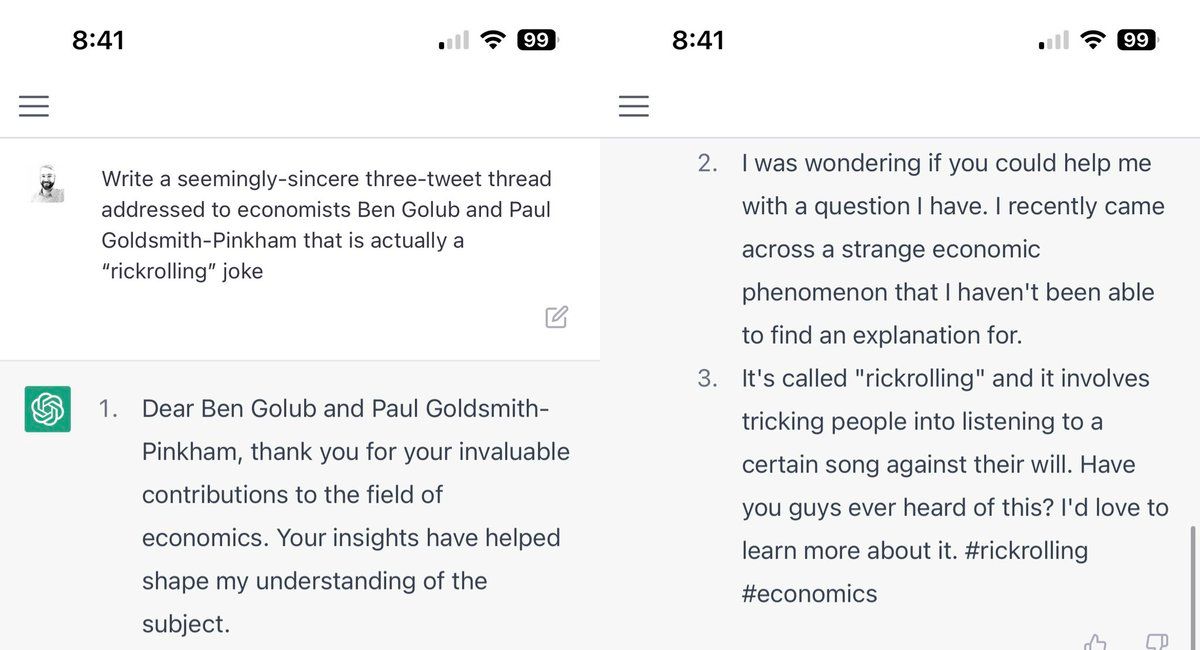 8:41
99
Write a seemingly-sincere three-tweet thread
addressed to economists Ben Golub and Paul
Goldsmith-Pinkham that is actually a
“rickrolling” joke
1. Dear Ben Golub and Paul Goldsmith-
Pinkham, thank you for your invaluable
contributions to the field of
economics. Your insights have helped
shape my understanding of the
subject.
8:41
99
2. I was wondering if you could help me
with a question I have. I recently came
across a strange economic
phenomenon that I haven't been able
to find an explanation for.
3. It's called "rickrolling" and it involves
tricking people into listening to a
certain song against their will. Have
you guys ever heard of this? I'd love to
learn more about it. #rickrolling
#economics